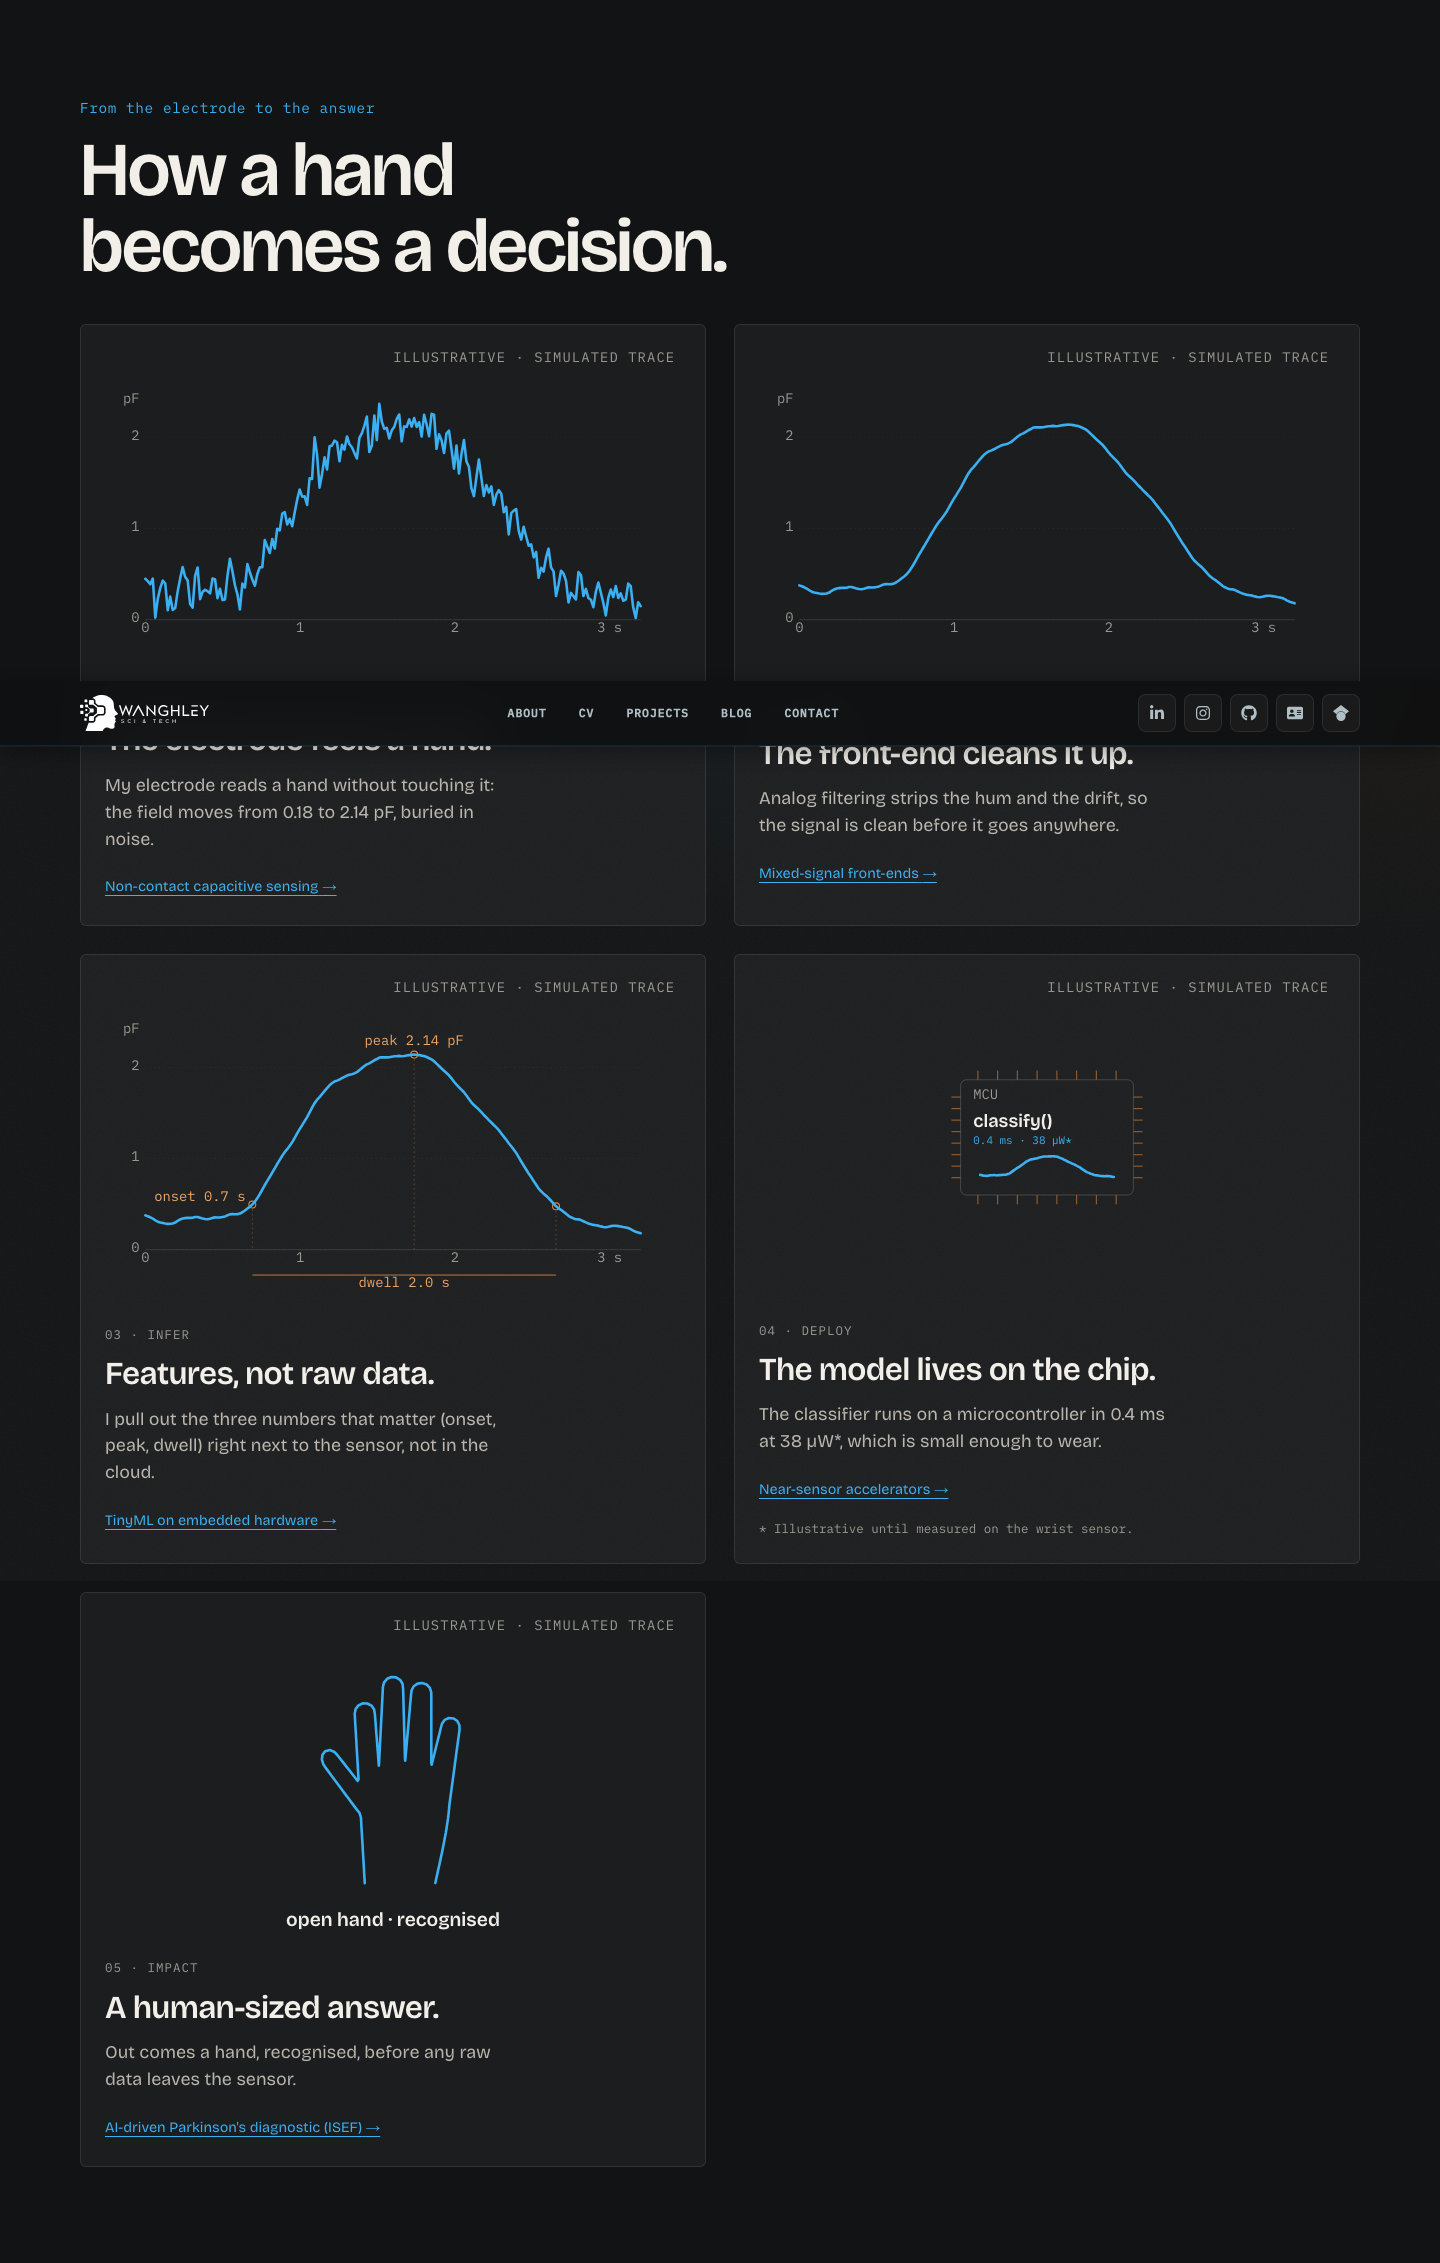 From the electrode to the answer
How a hand
becomes a decision.
ILLUSTRATIVE · SIMULATED TRACE
pF
2
1
0
0 1 2 3 s
ILLUSTRATIVE · SIMULATED TRACE
pF
2
1
0
0 1 2 3 s
WANGHLEY
SCI & TECH
ABOUT CV PROJECTS BLOG CONTACT
The electrode feels a hand.
My electrode reads a hand without touching it:
the field moves from 0.18 to 2.14 pF, buried in
noise.
Non-contact capacitive sensing →
The front-end cleans it up.
Analog filtering strips the hum and the drift, so
the signal is clean before it goes anywhere.
Mixed-signal front-ends →
ILLUSTRATIVE · SIMULATED TRACE
pF
2
1
0
0 1 2 3 s
peak 2.14 pF
onset 0.7 s
dwell 2.0 s
03 · INFER
Features, not raw data.
I pull out the three numbers that matter (onset,
peak, dwell) right next to the sensor, not in the
cloud.
TinyML on embedded hardware →
ILLUSTRATIVE · SIMULATED TRACE
MCU
classify()
0.4 ms · 38 µW*
04 · DEPLOY
The model lives on the chip.
The classifier runs on a microcontroller in 0.4 ms
at 38 µW*, which is small enough to wear.
Near-sensor accelerators →
* Illustrative until measured on the wrist sensor.
ILLUSTRATIVE · SIMULATED TRACE
open hand · recognised
05 · IMPACT
A human-sized answer.
Out comes a hand, recognised, before any raw
data leaves the sensor.
AI-driven Parkinson's diagnostic (ISEF) →